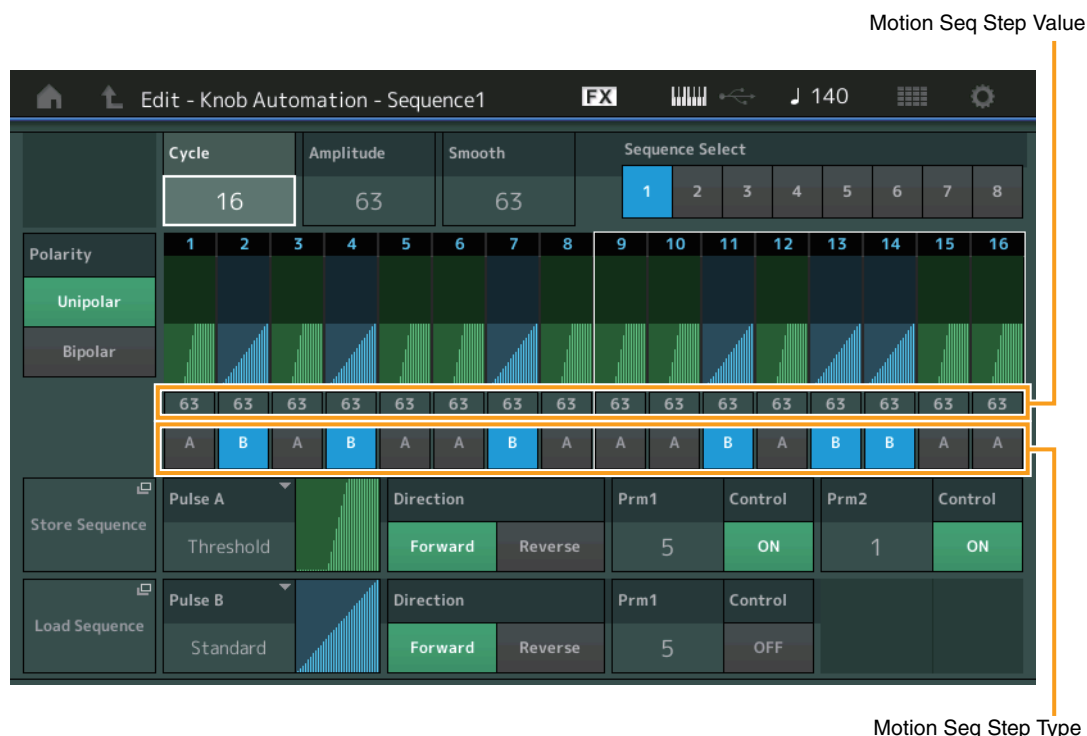 Motion Seq Step Value
Edit - Knob Automation - Sequence1 FX 140
Cycle Amplitude Smooth Sequence Select
16 63 63 1 2 3 4 5 6 7 8
Polarity 1 2 3 4 5 6 7 8 9 10 11 12 13 14 15 16
Unipolar
Bipolar
63 63 63 63 63 63 63 63 63 63 63 63 63 63 63 63
A B A B A A B A A A B A B B A A
Store Sequence Pulse A Direction Prm1 Control Prm2 Control
Threshold Forward Reverse 5 ON 1 ON
Load Sequence Pulse B Direction Prm1 Control
Standard Forward Reverse 5 OFF
Motion Seq Step Type